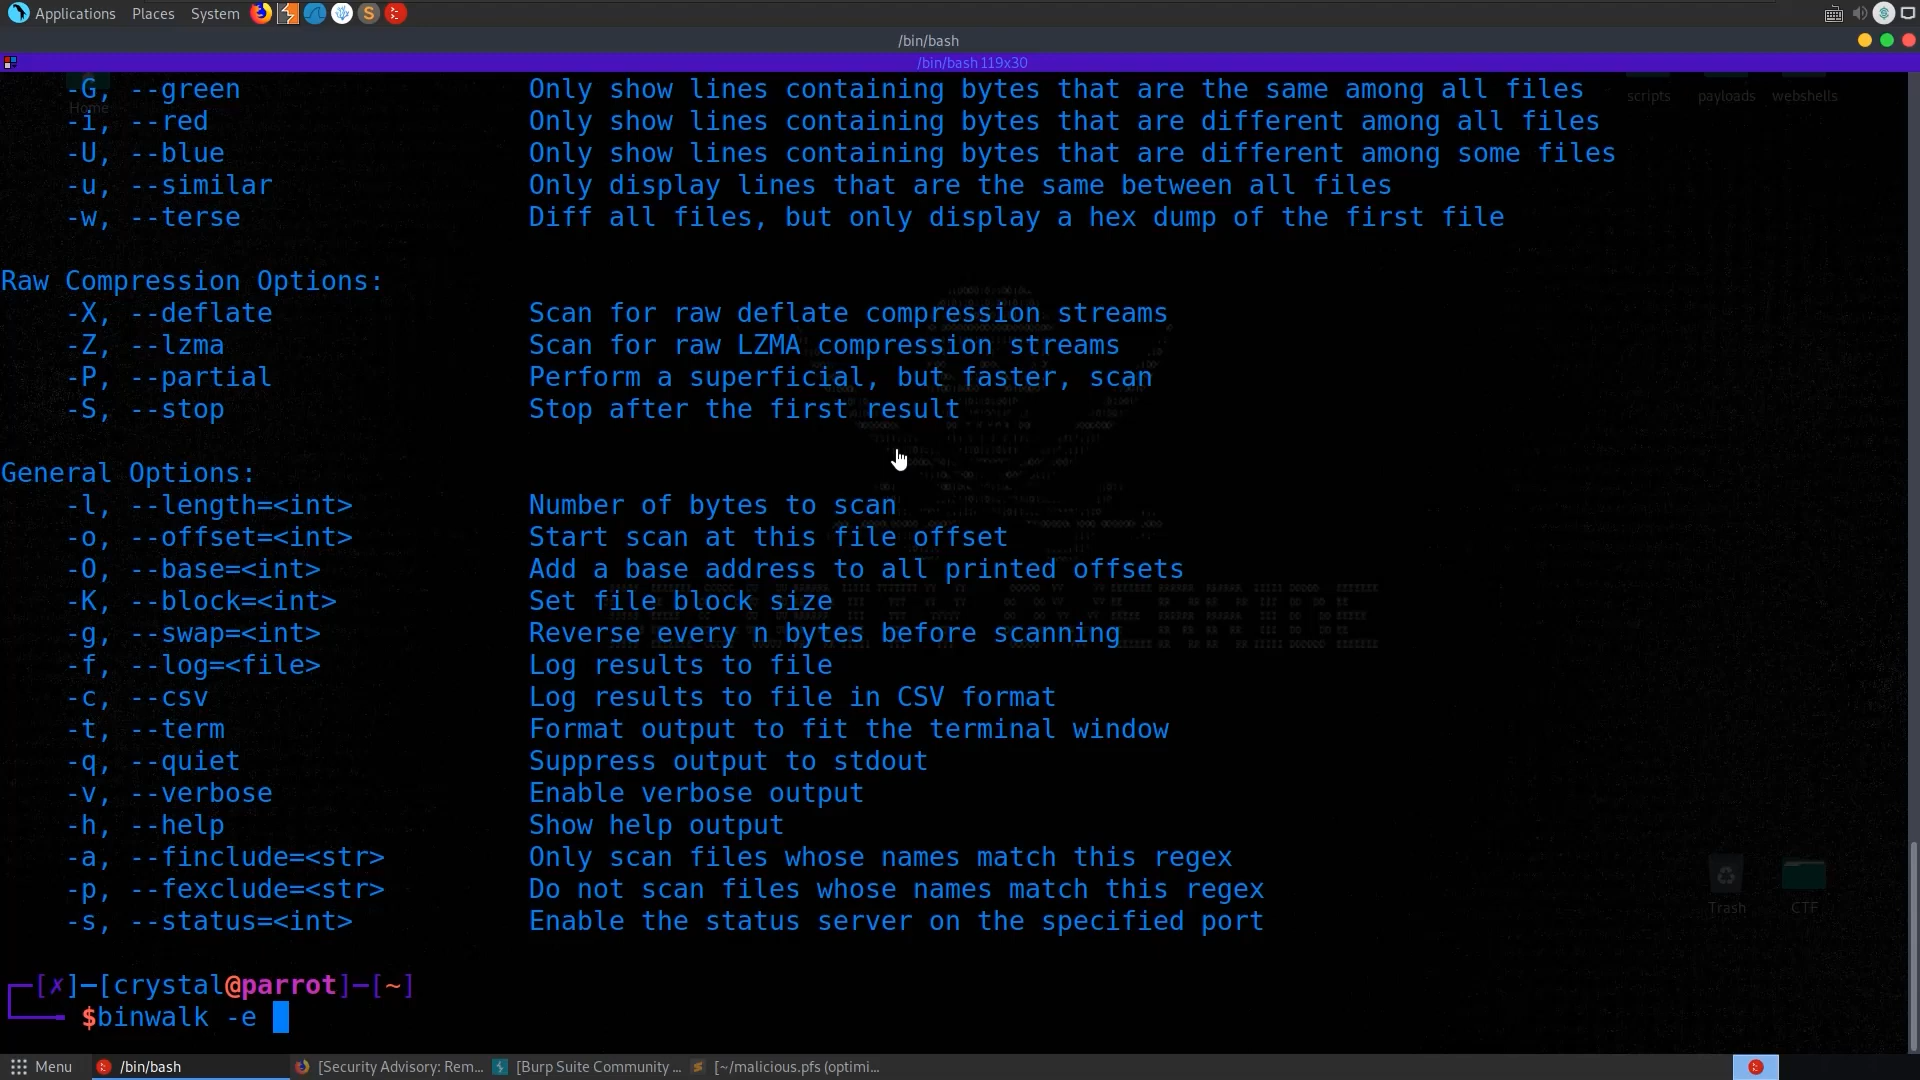 Applications Places System
/bin/bash
/bin/bash 119x30
Home
scripts payloads webshells
-G, --green Only show lines containing bytes that are the same among all files
-i, --red Only show lines containing bytes that are different among all files
-U, --blue Only show lines containing bytes that are different among some files
-u, --similar Only display lines that are the same between all files
-w, --terse Diff all files, but only display a hex dump of the first file
Raw Compression Options:
-X, --deflate Scan for raw deflate compression streams
-Z, --lzma Scan for raw LZMA compression streams
-P, --partial Perform a superficial, but faster, scan
-S, --stop Stop after the first result
General Options:
-l, --length=<int> Number of bytes to scan
-o, --offset=<int> Start scan at this file offset
-O, --base=<int> Add a base address to all printed offsets
-K, --block=<int> Set file block size
-g, --swap=<int> Reverse every n bytes before scanning
-f, --log=<file> Log results to file
-c, --csv Log results to file in CSV format
-t, --term Format output to fit the terminal window
-q, --quiet Suppress output to stdout
-v, --verbose Enable verbose output
-h, --help Show help output
-a, --finclude=<str> Only scan files whose names match this regex
-p, --fexclude=<str> Do not scan files whose names match this regex
-s, --status=<int> Enable the status server on the specified port
Trash CTF
┌─[✗]─[crystal@parrot]─[~]
└──╼ $binwalk -e
Menu /bin/bash [Security Advisory: Rem... [Burp Suite Community ... [~/malicious.pfs (optimi...